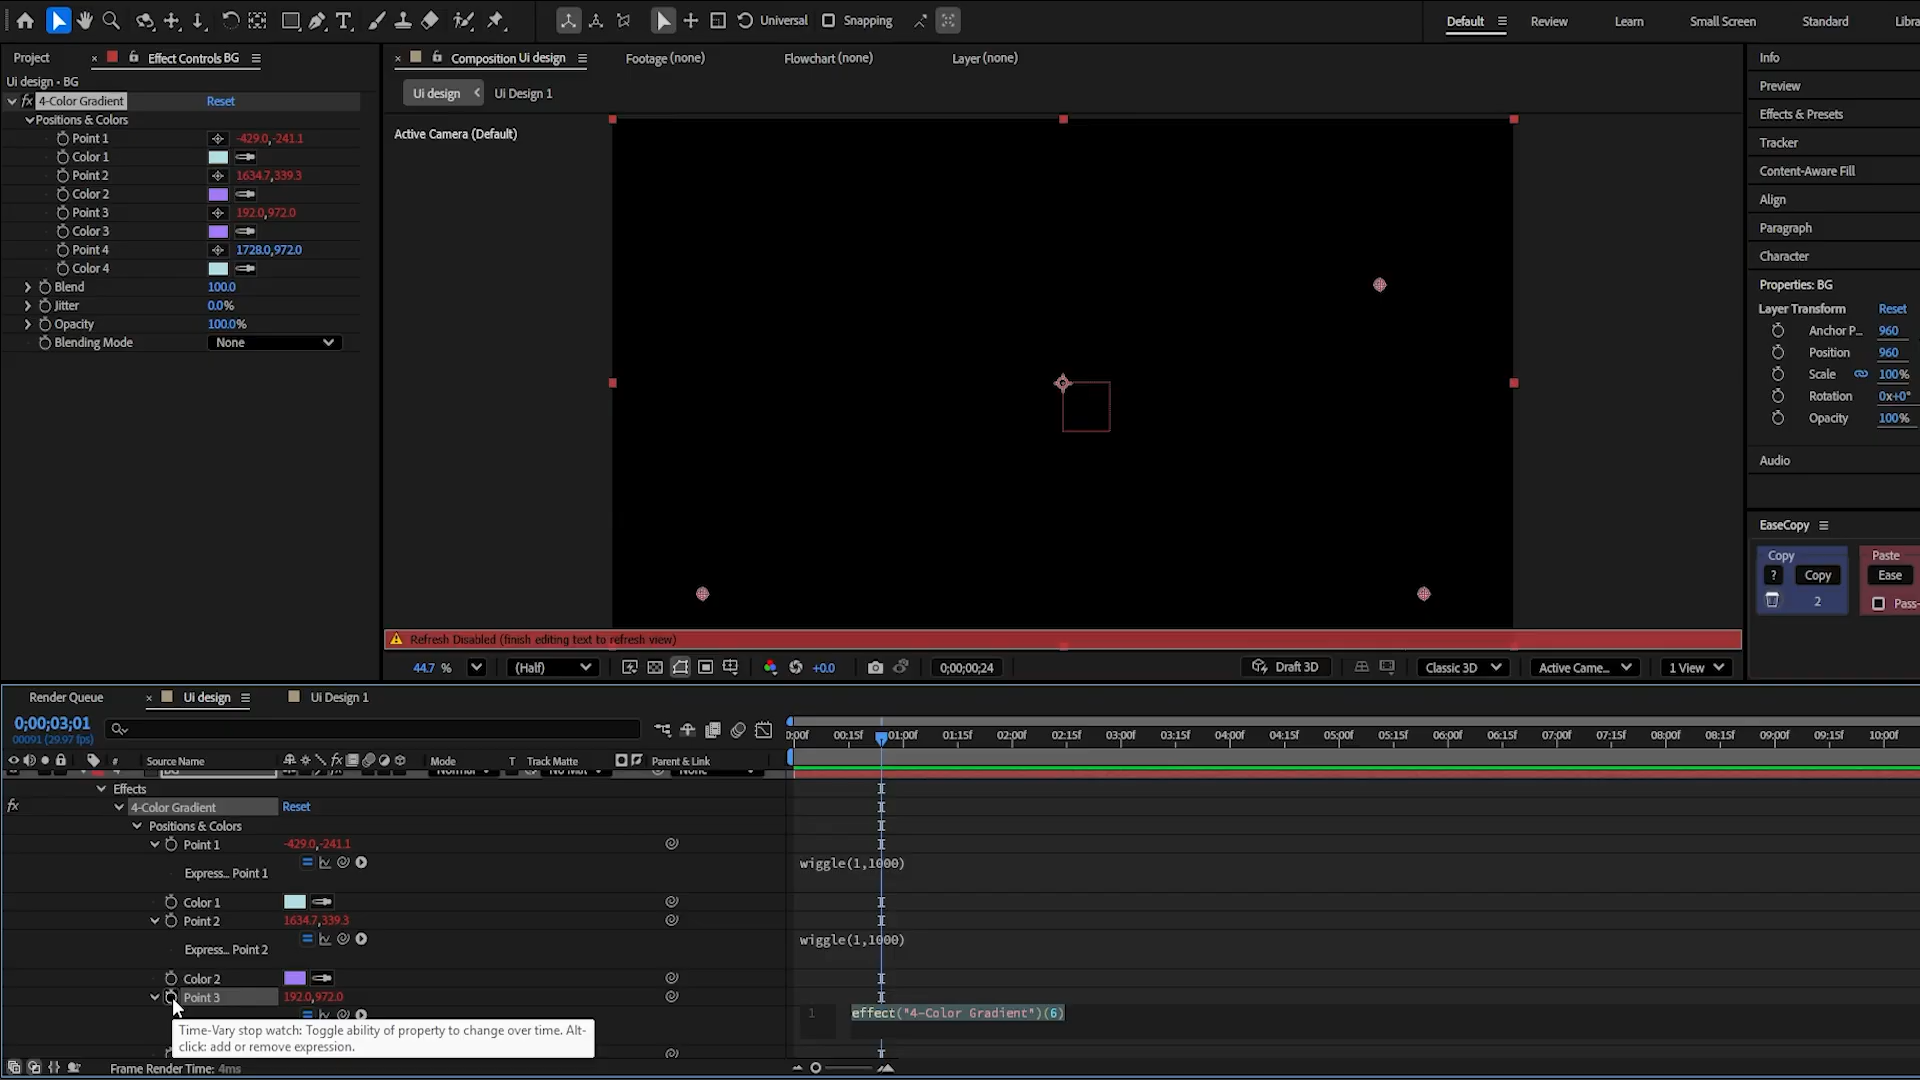 Universal
Snapping
Default
Review
Learn
Small Screen
Standard
Libra
Project
Effect Controls BG
Composition Ui design
Footage (none)
Flowchart (none)
Layer (none)
Ui design - BG
Ui design
Ui Design 1
4-Color Gradient
Reset
Positions & Colors
Point 1
-429.0,-241.1
Color 1
Point 2
1634.7,339.3
Color 2
Point 3
192.0,972.0
Color 3
Point 4
1728.0,972.0
Color 4
Blend
100.0
Jitter
0.0%
Opacity
100.0%
Blending Mode
None
Active Camera (Default)
Info
Preview
Effects & Presets
Tracker
Content-Aware Fill
Align
Paragraph
Character
Properties: BG
Layer Transform
Reset
Anchor P...
960
Position
960
Scale
100%
Rotation
0x+0°
Opacity
100%
Audio
EaseCopy
Copy
Paste
?
Copy
Ease
2
Pass-
Refresh Disabled (finish editing text to refresh view)
44.7 %
(Half)
+0.0
0;00;00;24
Draft 3D
Classic 3D
Active Came...
1 View
Render Queue
Ui design
Ui Design 1
0;00;03;01
00091 (29.97 fps)
0:00f
00:15f
01:00f
01:15f
02:00f
02:15f
03:00f
03:15f
04:00f
04:15f
05:00f
05:15f
06:00f
06:15f
07:00f
07:15f
08:00f
08:15f
09:00f
09:15f
10:00f
#
Source Name
fx
Mode
T
Track Matte
Parent & Link
Effects
fx
4-Color Gradient
Reset
Positions & Colors
Point 1
-429.0,-241.1
Express... Point 1
wiggle(1,1000)
Color 1
Point 2
1634.7,339.3
Express... Point 2
wiggle(1,1000)
Color 2
Point 3
192.0,972.0
1
effect("4-Color Gradient")(6)
Time-Vary stop watch: Toggle ability of property to change over time. Alt-
click: add or remove expression.
Frame Render Time: 4ms